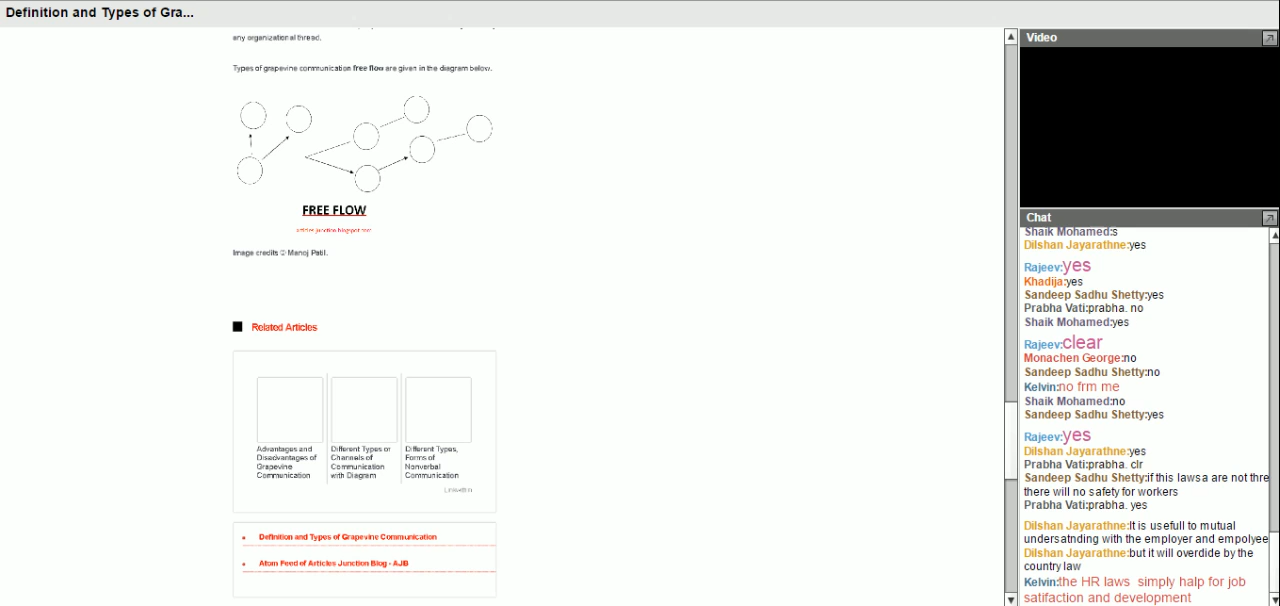 Definition and Types of Gra...
any organizational thread.
Types of grapevine communication free flow are given in the diagram below.
FREE FLOW
articles-junction.blogspot.com
Image credits © Manoj Patil.
Related Articles
Advantages and
Disadvantages of
Grapevine
Communication
Different Types or
Channels of
Communication
with Diagram
Different Types,
Forms of
Nonverbal
Communication
LinkWithin
Definition and Types of Grapevine Communication
Atom Feed of Articles Junction Blog - AJB
Video
Chat
Shaik Mohamed:s
Dilshan Jayarathne:yes
Rajeev:yes
Khadija:yes
Sandeep Sadhu Shetty:yes
Prabha Vati:prabha. no
Shaik Mohamed:yes
Rajeev:clear
Monachen George:no
Sandeep Sadhu Shetty:no
Kelvin:no frm me
Shaik Mohamed:no
Sandeep Sadhu Shetty:yes
Rajeev:yes
Dilshan Jayarathne:yes
Prabha Vati:prabha. clr
Sandeep Sadhu Shetty:if this lawsa are not thre
there will no safety for workers
Prabha Vati:prabha. yes
Dilshan Jayarathne:It is usefull to mutual
undersatnding with the employer and empolyee
Dilshan Jayarathne:but it will overdide by the
country law
Kelvin:the HR laws simply halp for job
satifaction and development